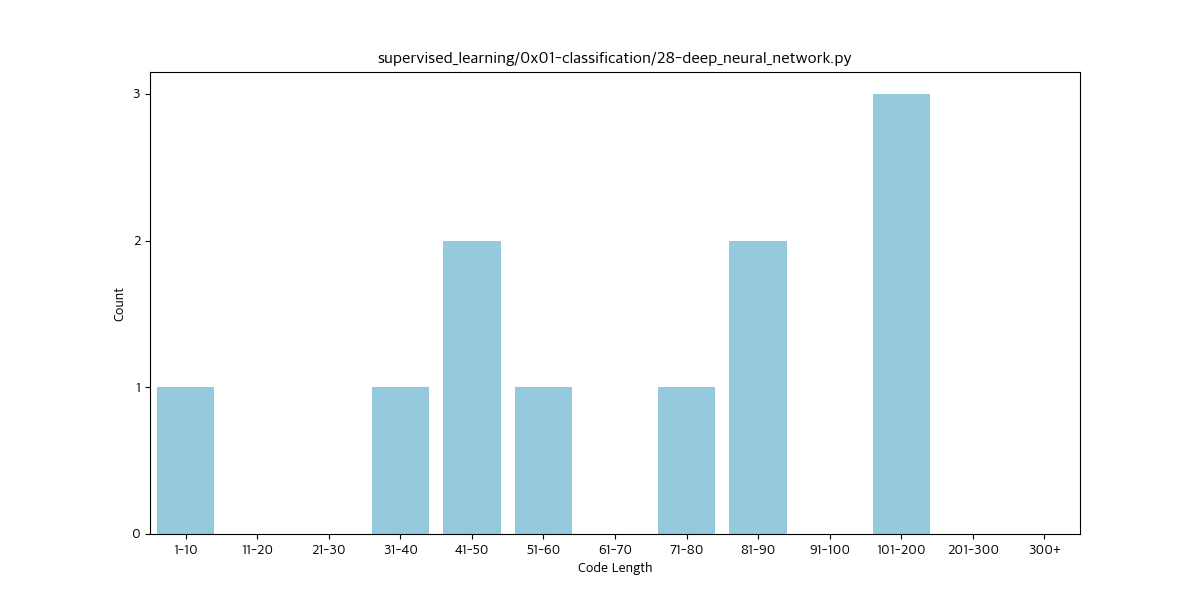 supervised_learning/0x01-classification/28-deep_neural_network.py
3
2
1
0
Count
1-10 11-20 21-30 31-40 41-50 51-60 61-70 71-80 81-90 91-100 101-200 201-300 300+
Code Length